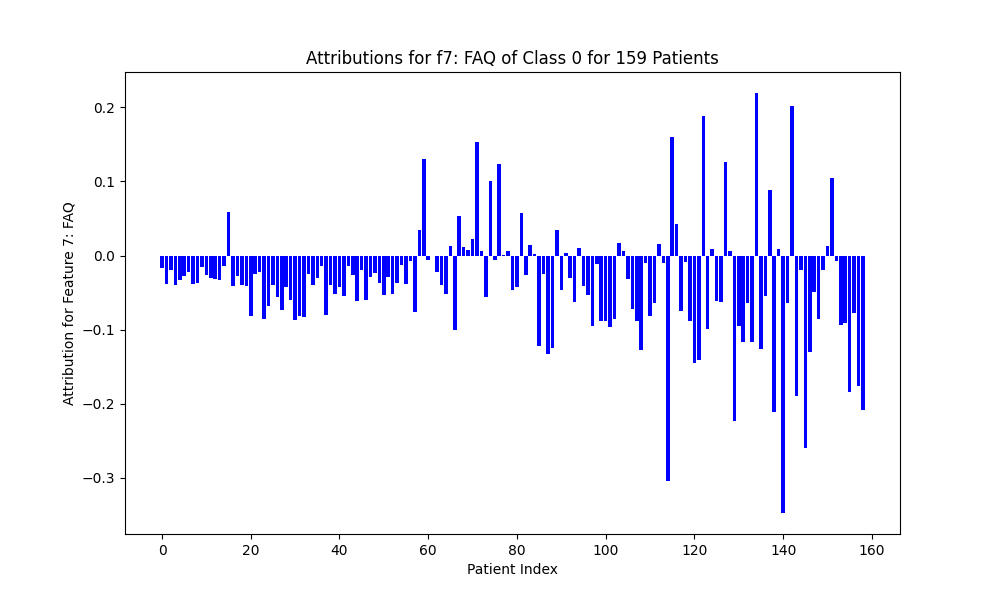 Attributions for f7: FAQ of Class 0 for 159 Patients
Attribution for Feature 7: FAQ
0.2
0.1
0.0
−0.1
−0.2
−0.3
0 20 40 60 80 100 120 140 160
Patient Index